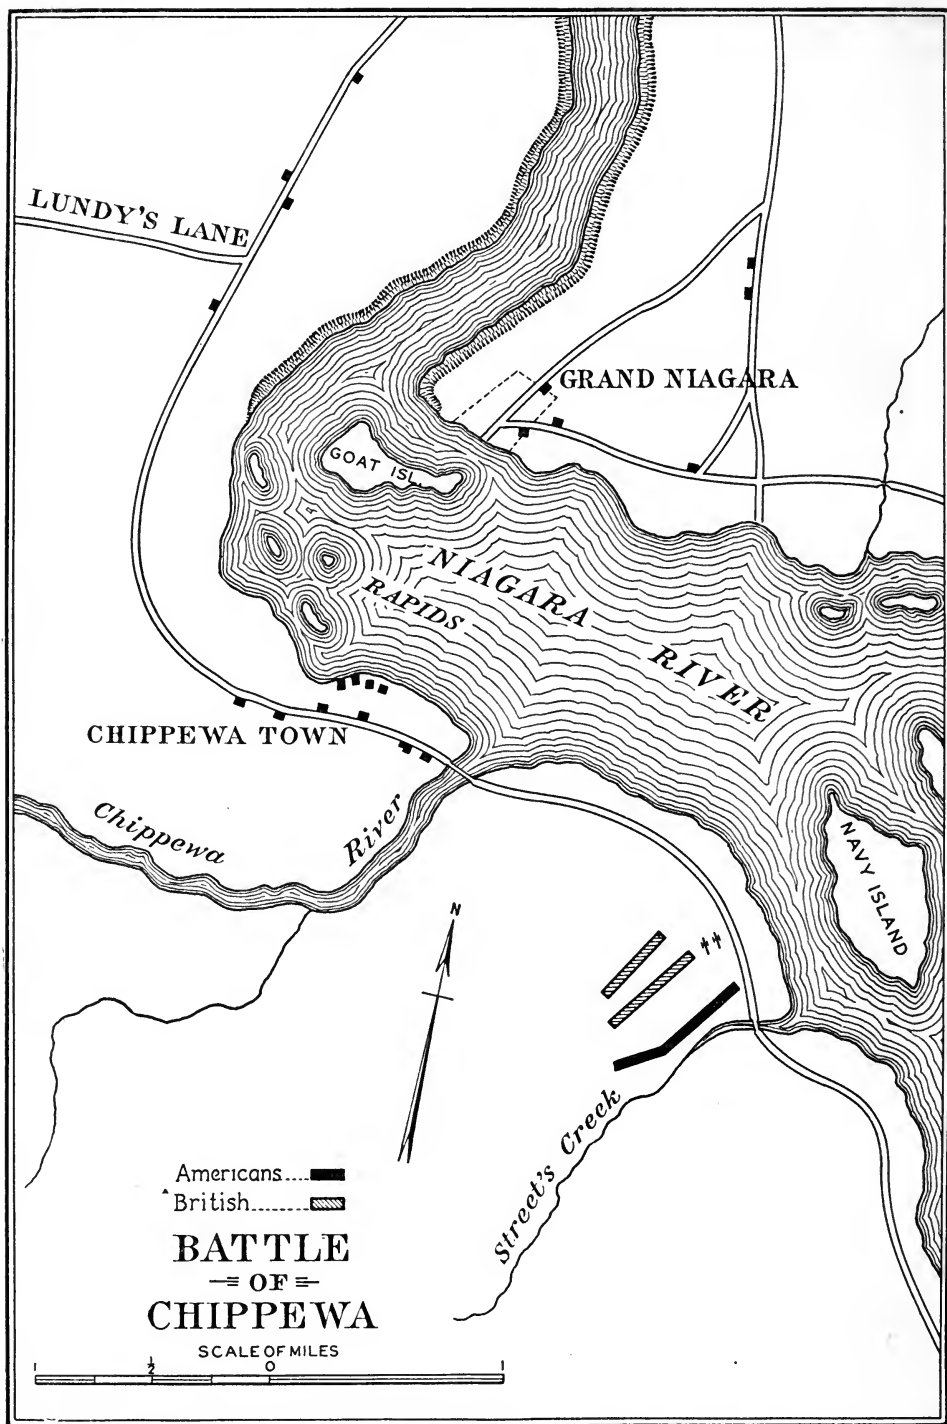 LUNDY'S LANE
GRAND NIAGARA
GOAT ISL.
NIAGARA RIVER
RAPIDS
CHIPPEWA TOWN
Chippewa River
NAVY ISLAND
N
Street's Creek
Americans....
British........
BATTLE
OF
CHIPPEWA
SCALE OF MILES
1 ½ 0 1